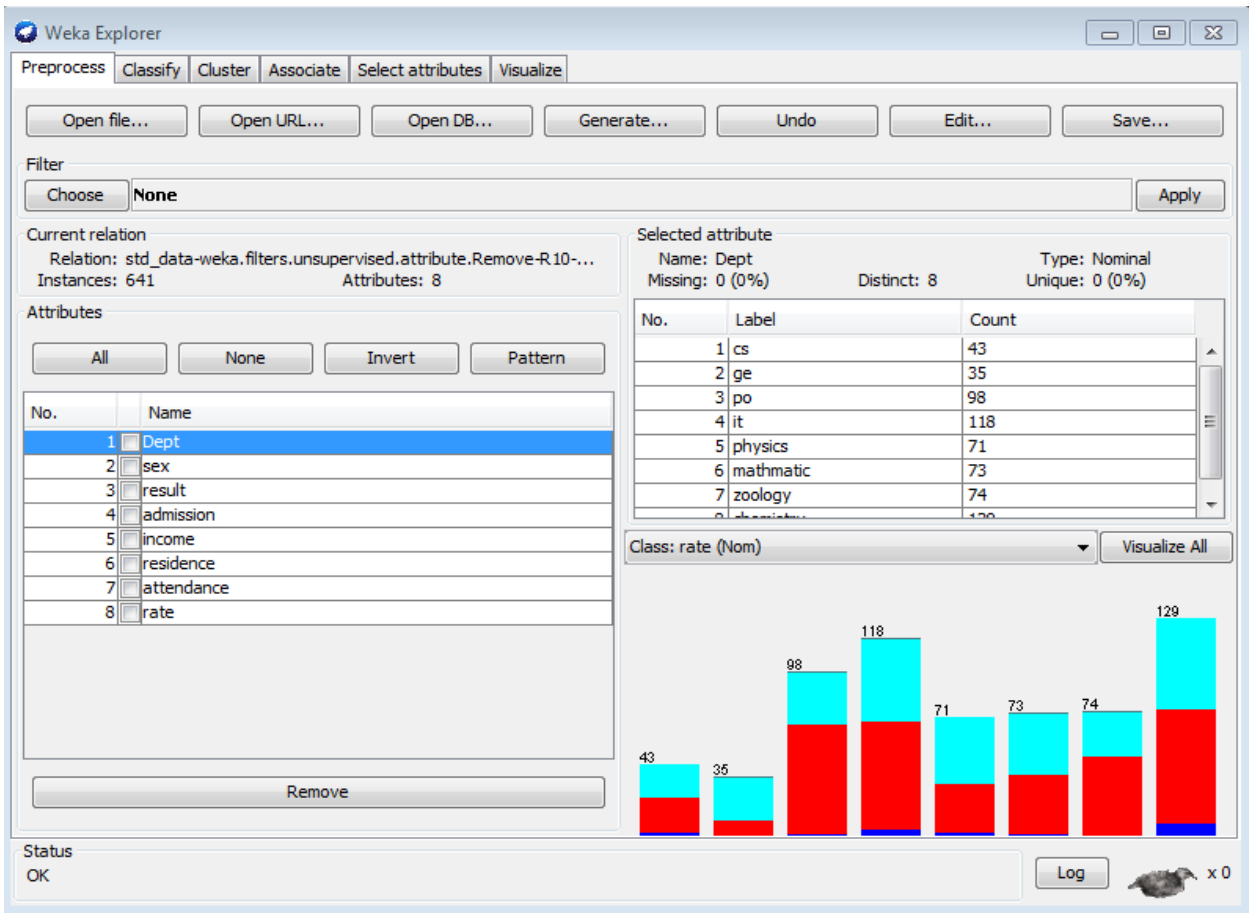 Weka Explorer
Preprocess Classify Cluster Associate Select attributes Visualize
Open file... Open URL... Open DB... Generate... Undo Edit... Save...
Filter
Choose None Apply
Current relation
Relation: std_data-weka.filters.unsupervised.attribute.Remove-R10-...
Instances: 641 Attributes: 8
Attributes
All None Invert Pattern
No. Name
1 Dept
2 sex
3 result
4 admission
5 income
6 residence
7 attendance
8 rate
Remove
Selected attribute
Name: Dept Type: Nominal
Missing: 0 (0%) Distinct: 8 Unique: 0 (0%)
No. Label Count
1 cs 43
2 ge 35
3 po 98
4 it 118
5 physics 71
6 mathmatic 73
7 zoology 74
8 chemistry 129
Class: rate (Nom) Visualize All
43 35 98 118 71 73 74 129
Status
OK
Log x 0